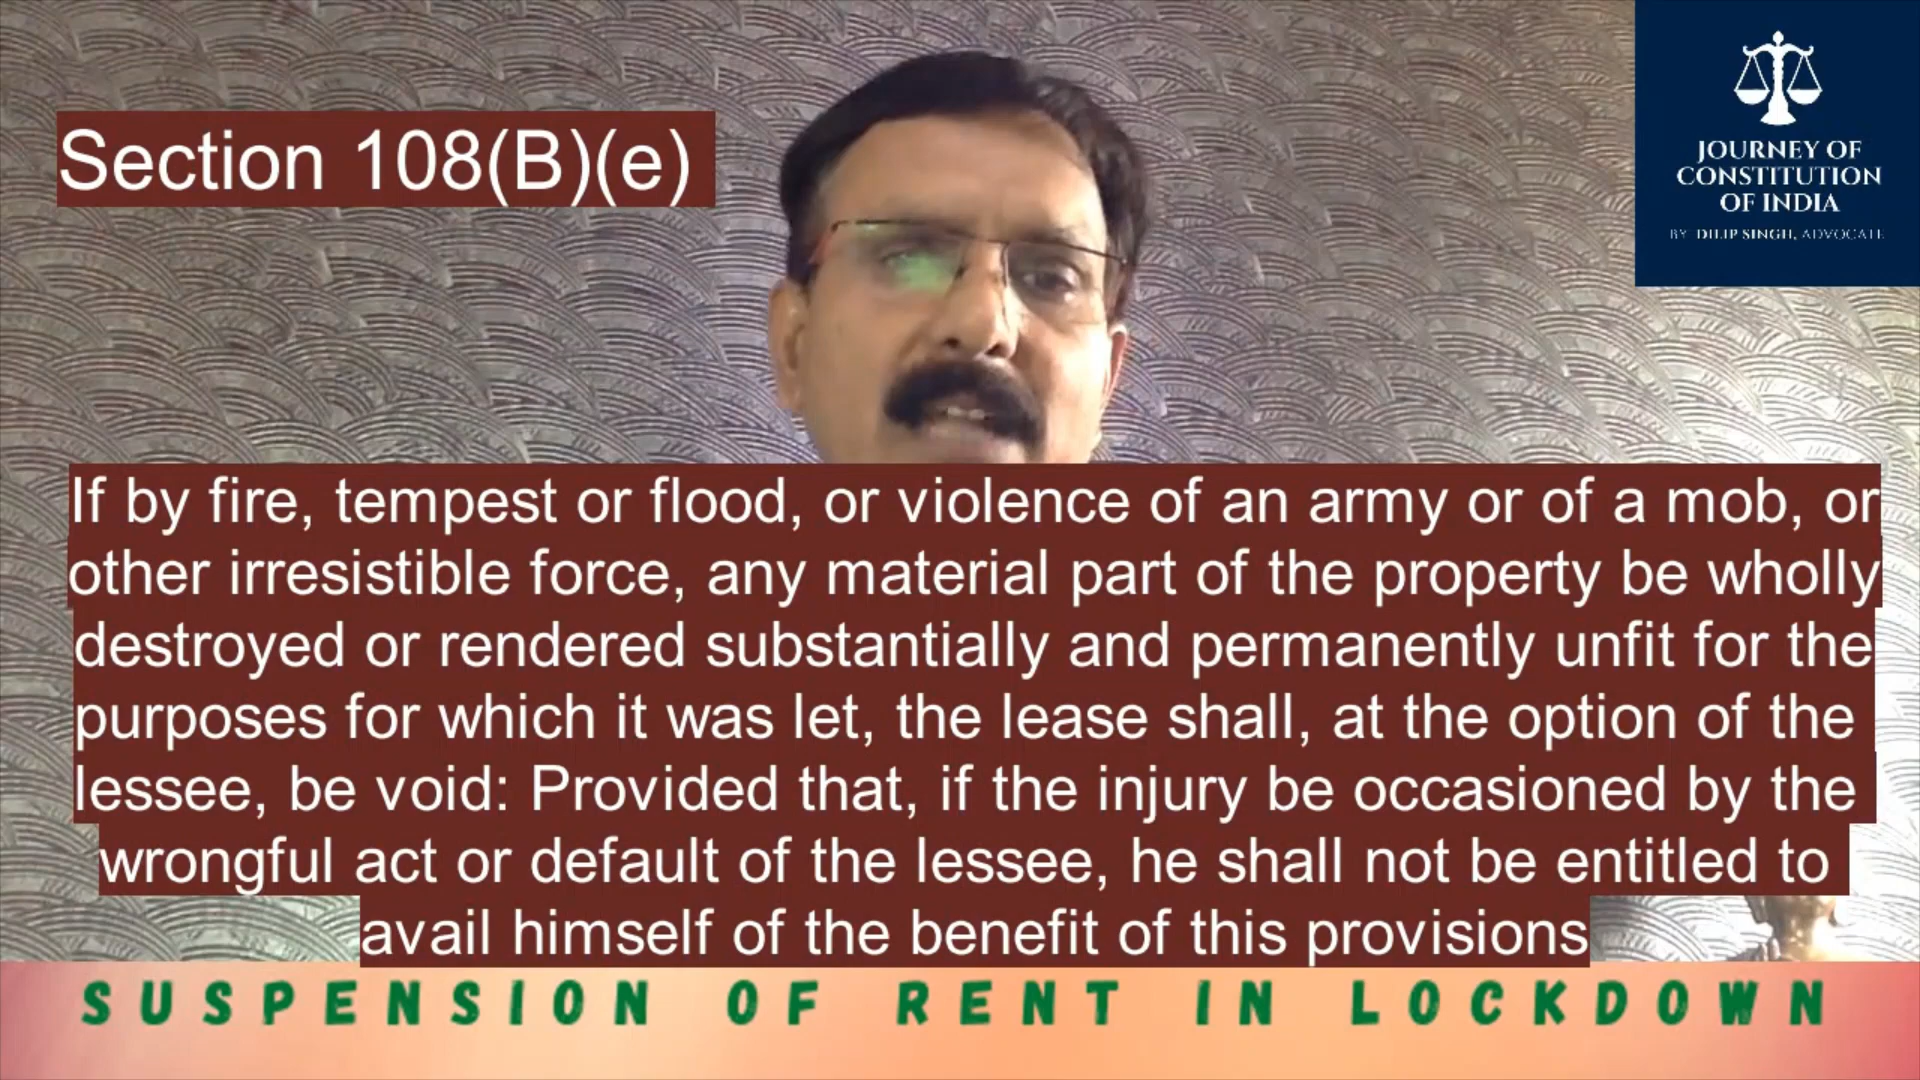 Section 108(B)(e)
JOURNEY OF
CONSTITUTION
OF INDIA
BY DILIP SINGH, ADVOCATE
If by fire, tempest or flood, or violence of an army or of a mob, or
other irresistible force, any material part of the property be wholly
destroyed or rendered substantially and permanently unfit for the
purposes for which it was let, the lease shall, at the option of the
lessee, be void: Provided that, if the injury be occasioned by the
wrongful act or default of the lessee, he shall not be entitled to
avail himself of the benefit of this provisions
SUSPENSION OF RENT IN LOCKDOWN